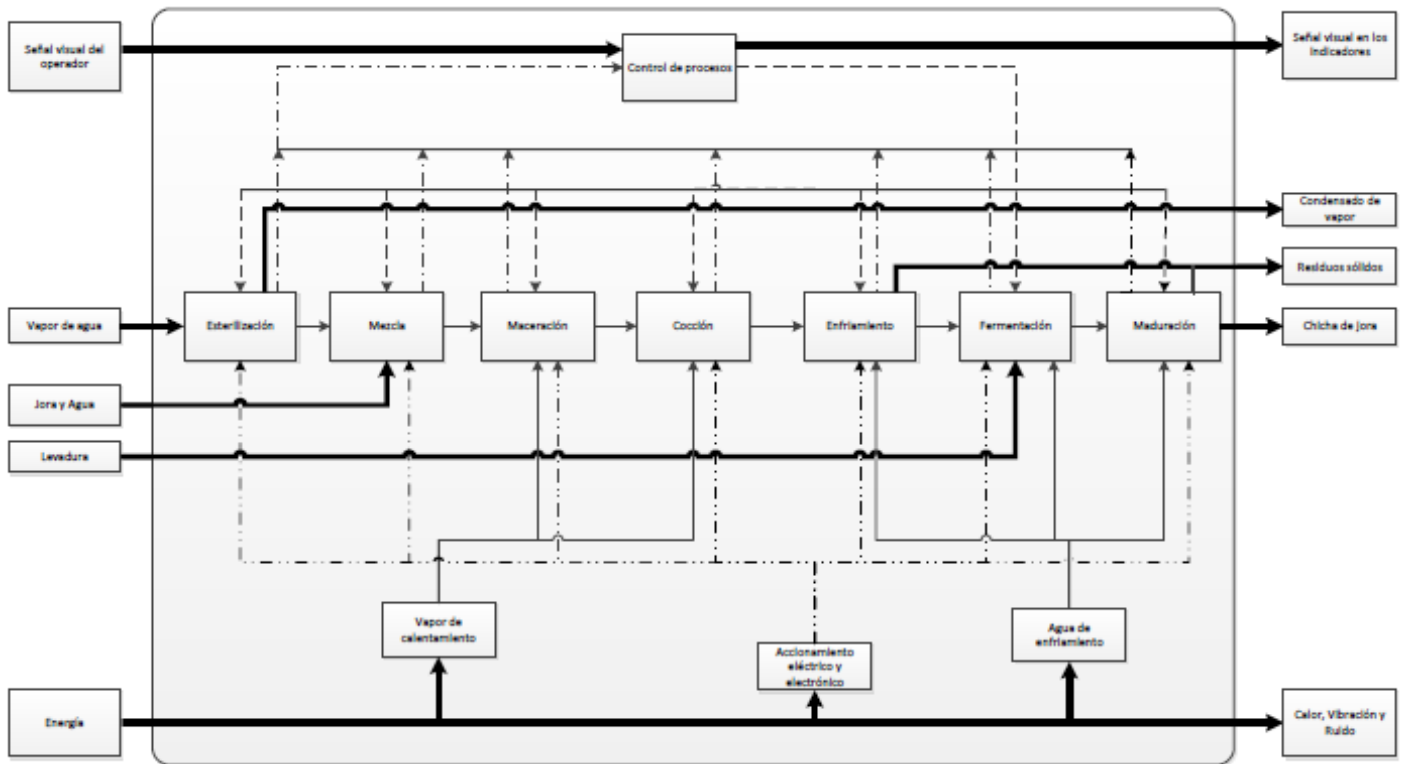 Señal visual del
operador
Control de procesos
Señal visual en los
indicadores
Condensado de
vapor
Residuos sólidos
Vapor de agua
Esterilización
Mezcla
Maceración
Cocción
Enfriamiento
Fermentación
Maduración
Chicha de jora
Jora y Agua
Levadura
Vapor de
calentamiento
Agua de
enfriamiento
Accionamiento
eléctrico y
electrónico
Energía
Calor, Vibración y
Ruido